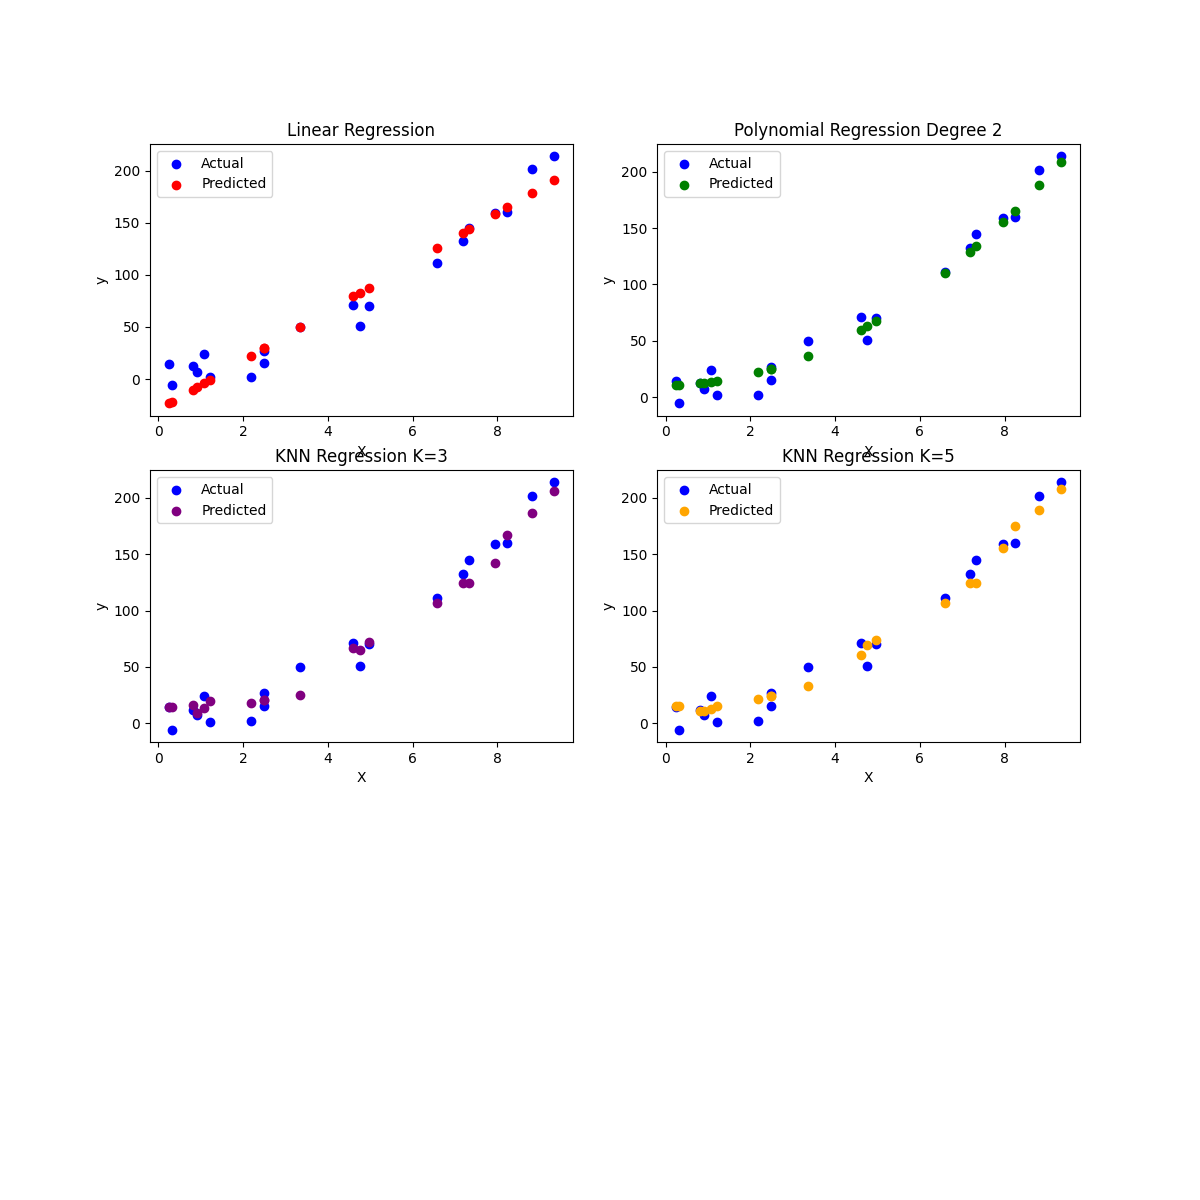 Linear Regression
Actual
Predicted
200
150
100
50
0
y
0 2 4 6 8
X
Polynomial Regression Degree 2
Actual
Predicted
200
150
100
50
0
y
0 2 4 6 8
X
KNN Regression K=3
Actual
Predicted
200
150
100
50
0
y
0 2 4 6 8
X
KNN Regression K=5
Actual
Predicted
200
150
100
50
0
y
0 2 4 6 8
X